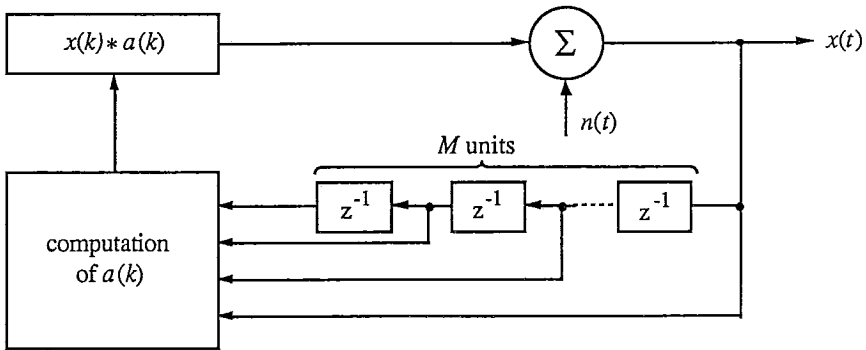 x(k) * a(k)
Σ
x(t)
n(t)
M units
z⁻¹
z⁻¹
z⁻¹
computation
of a(k)